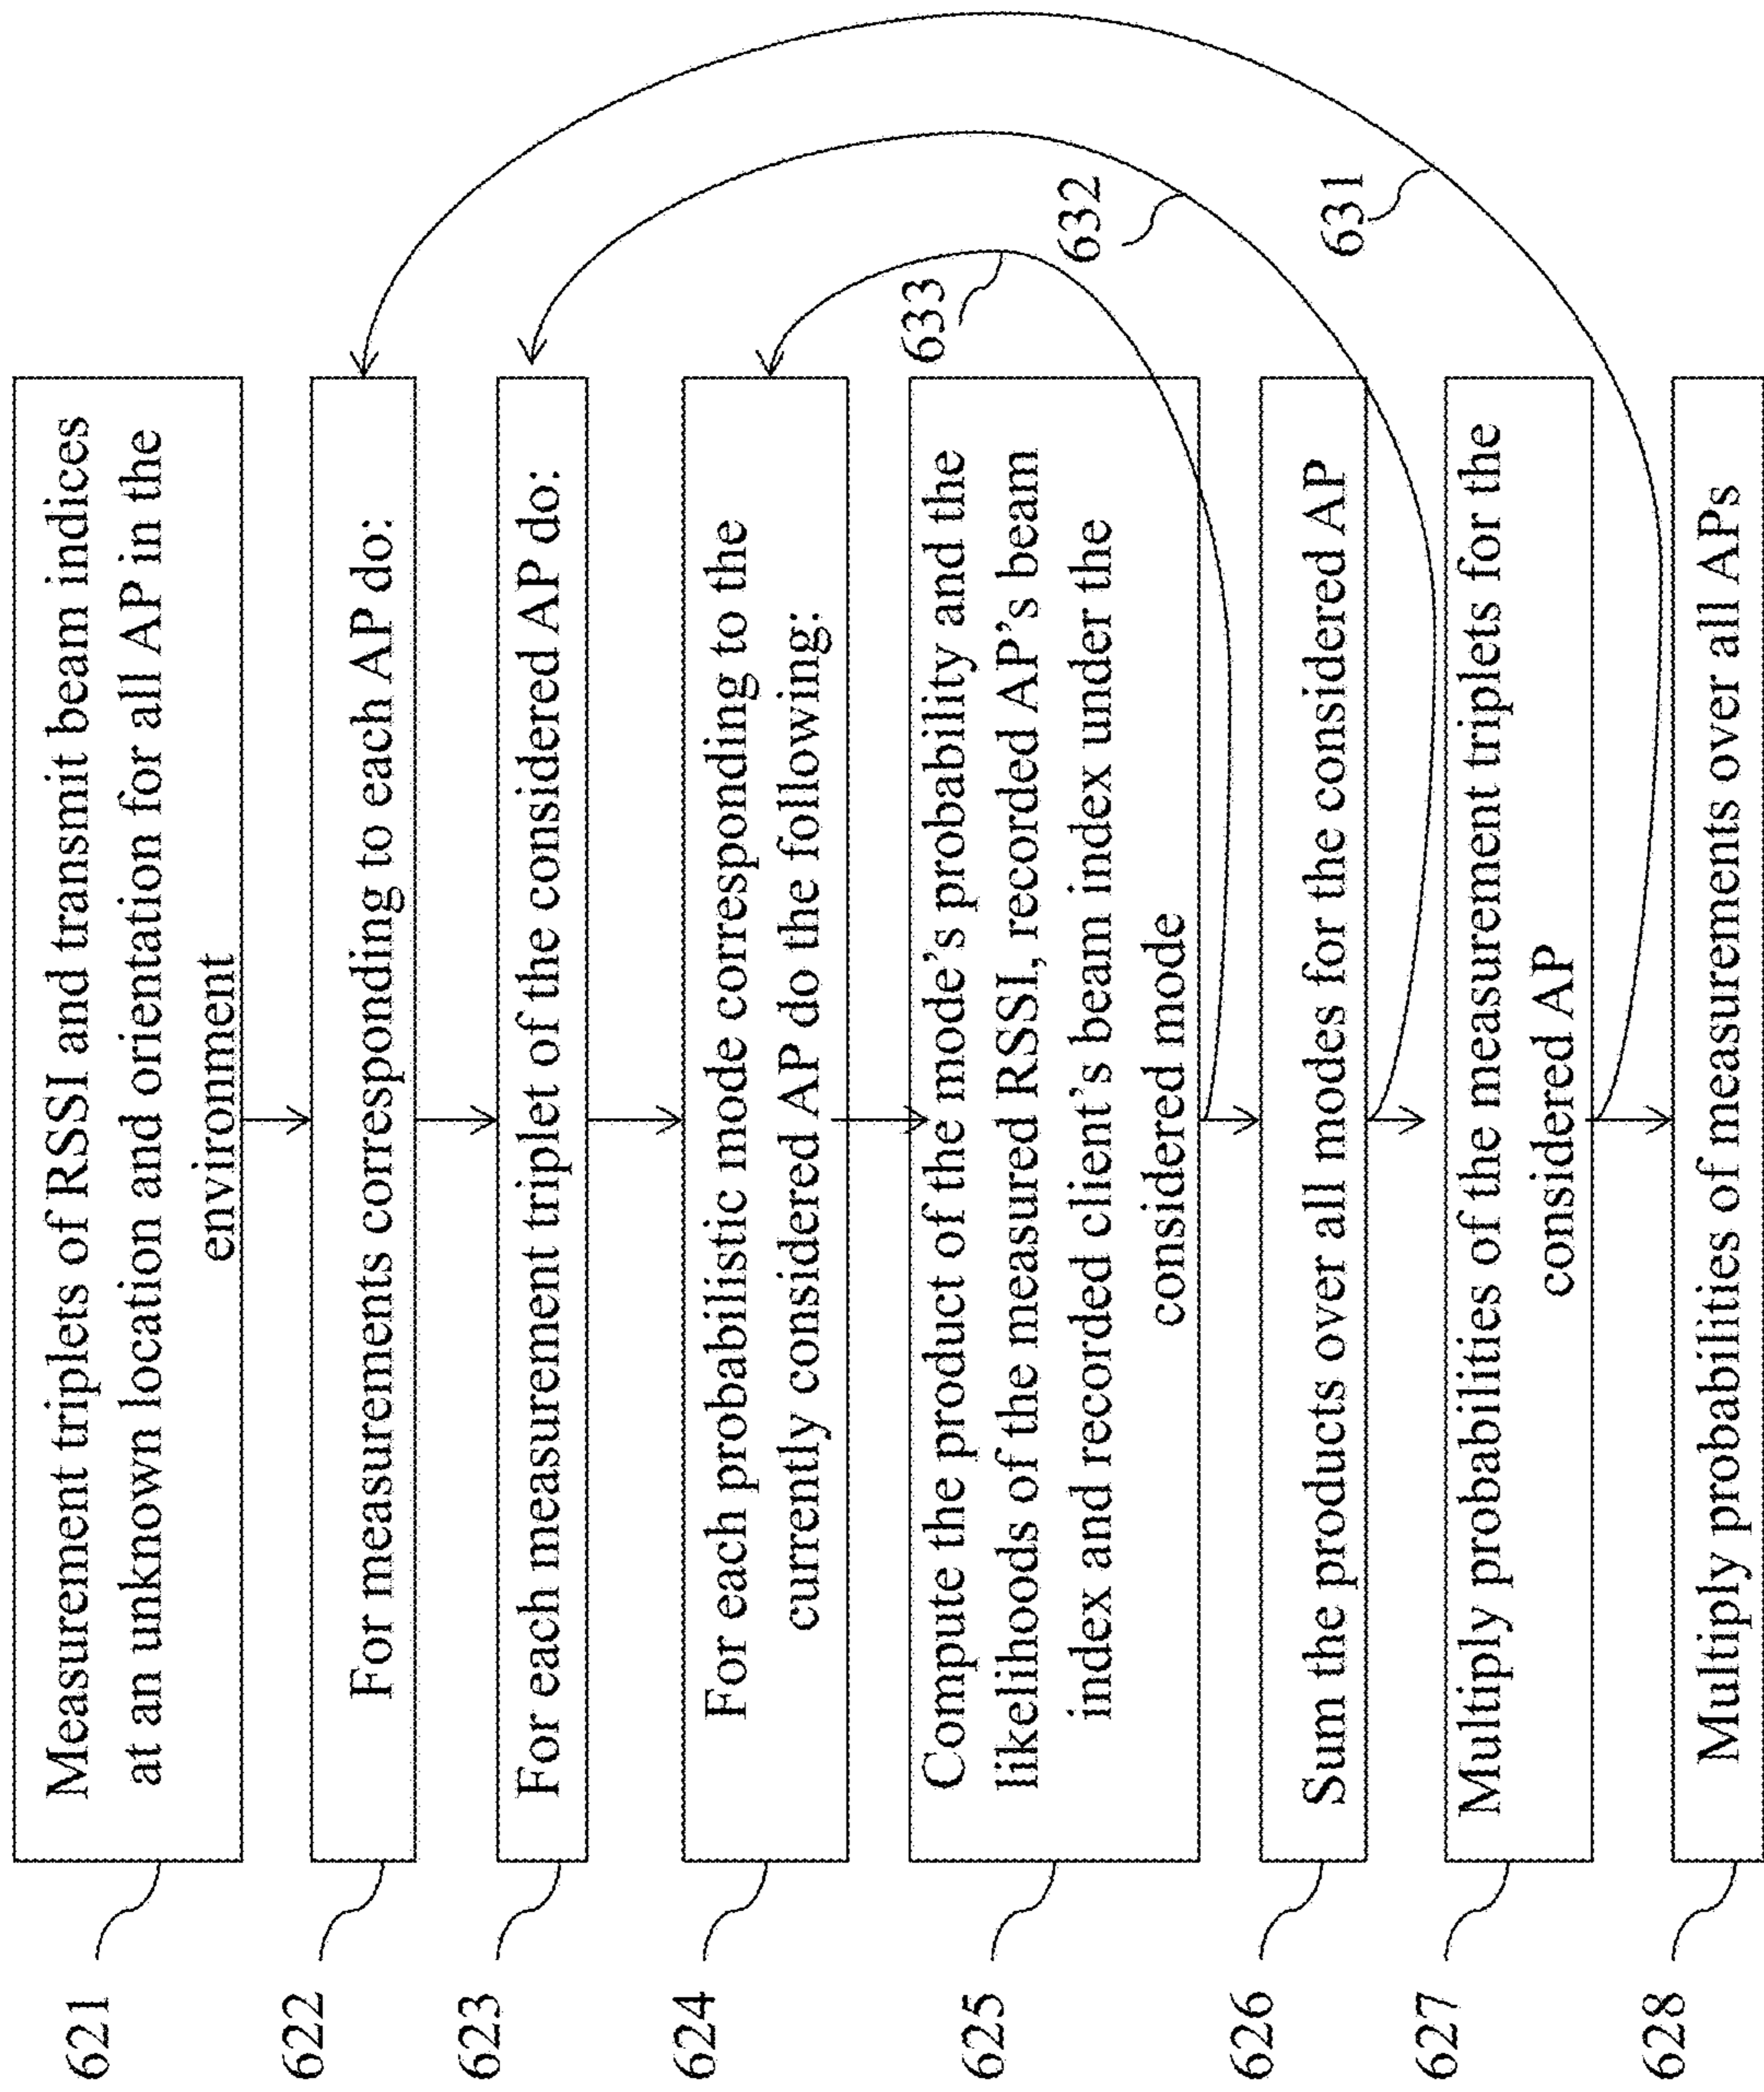 621
Measurement triplets of RSSI and transmit beam indices
at an unknown location and orientation for all AP in the
environment
622
For measurements corresponding to each AP do:
623
For each measurement triplet of the considered AP do:
624
For each probabilistic mode corresponding to the
currently considered AP do the following:
625
Compute the product of the mode's probability and the
likelihoods of the measured RSSI, recorded AP's beam
index and recorded client's beam index under the
considered mode
633
626
Sum the products over all modes for the considered AP
632
627
Multiply probabilities of the measurement triplets for the
considered AP
631
628
Multiply probabilities of measurements over all APs